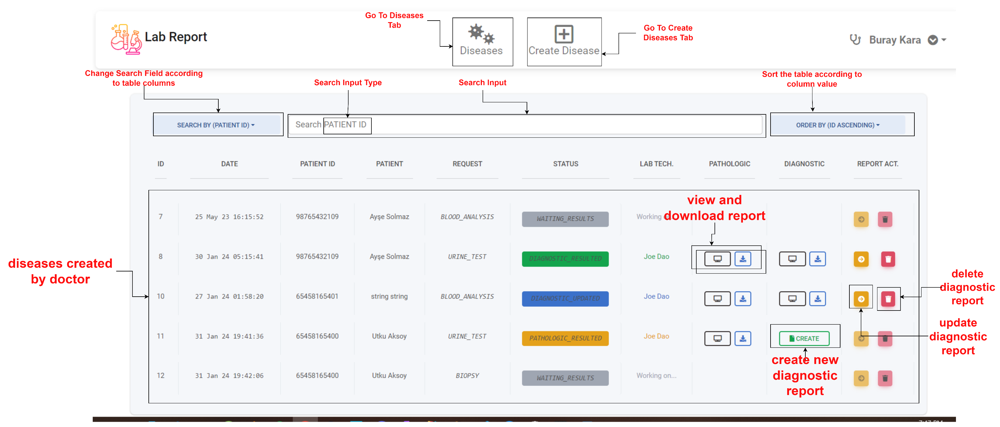 Go To Diseases
Tab
Lab Report
Diseases
Create Disease
Go To Create
Diseases Tab
Buray Kara
Change Search Field according
to table columns
Search Input Type
Search Input
Sort the table according to
column value
SEARCH BY (PATIENT ID)
Search PATIENT ID
ORDER BY (ID ASCENDING)
ID DATE PATIENT ID PATIENT REQUEST STATUS LAB TECH. PATHOLOGIC DIAGNOSTIC REPORT ACT.
view and
download report
7 25 May 23 16:15:52 98765432109 Ayşe Solmaz BLOOD_ANALYSIS WAITING_RESULTS Working
8 30 Jan 24 05:15:41 98765432109 Ayşe Solmaz URINE_TEST DIAGNOSTIC_RESULTED Joe Dao
diseases created
by doctor
10 27 Jan 24 01:58:20 65458165401 string string BLOOD_ANALYSIS DIAGNOSTIC_UPDATED Joe Dao
delete
diagnostic
report
11 31 Jan 24 19:41:36 65458165400 Utku Aksoy URINE_TEST PATHOLOGIC_RESULTED Joe Dao CREATE
update
diagnostic
report
create new
diagnostic
report
12 31 Jan 24 19:42:06 65458165400 Utku Aksoy BIOPSY WAITING_RESULTS Working on...